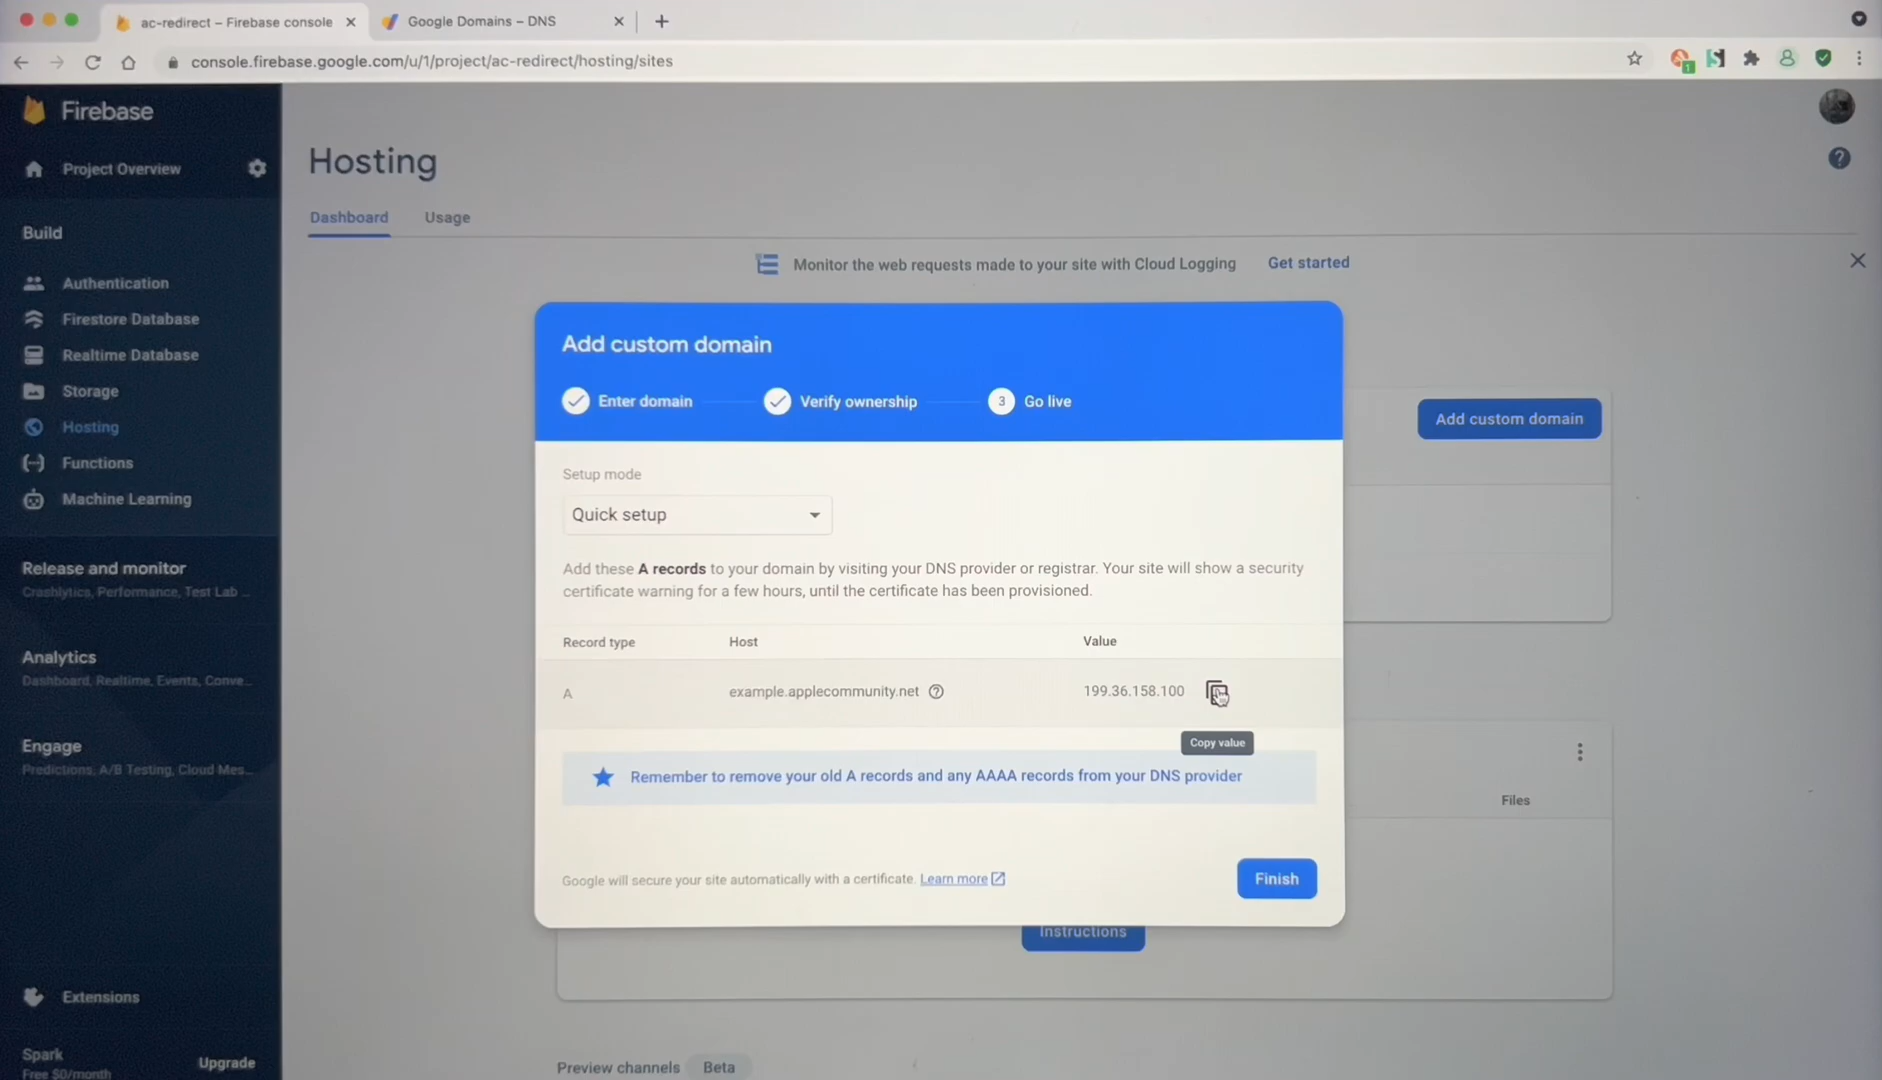 ac-redirect – Firebase console
Google Domains – DNS
console.firebase.google.com/u/1/project/ac-redirect/hosting/sites
1
Firebase
Project Overview
Build
Authentication
Firestore Database
Realtime Database
Storage
Hosting
Functions
Machine Learning
Release and monitor
Crashlytics, Performance, Test Lab ...
Analytics
Dashboard, Realtime, Events, Conve...
Engage
Predictions, A/B Testing, Cloud Mes...
Extensions
Spark
Free $0/month
Upgrade
Hosting
Dashboard
Usage
Monitor the web requests made to your site with Cloud Logging
Get started
Add custom domain
Add custom domain
Enter domain
Verify ownership
3
Go live
Setup mode
Quick setup
Add these A records to your domain by visiting your DNS provider or registrar. Your site will show a security
certificate warning for a few hours, until the certificate has been provisioned.
Record type
Host
Value
A
example.applecommunity.net
199.36.158.100
Copy value
Remember to remove your old A records and any AAAA records from your DNS provider
Google will secure your site automatically with a certificate. Learn more
Finish
Files
Instructions
Preview channels
Beta